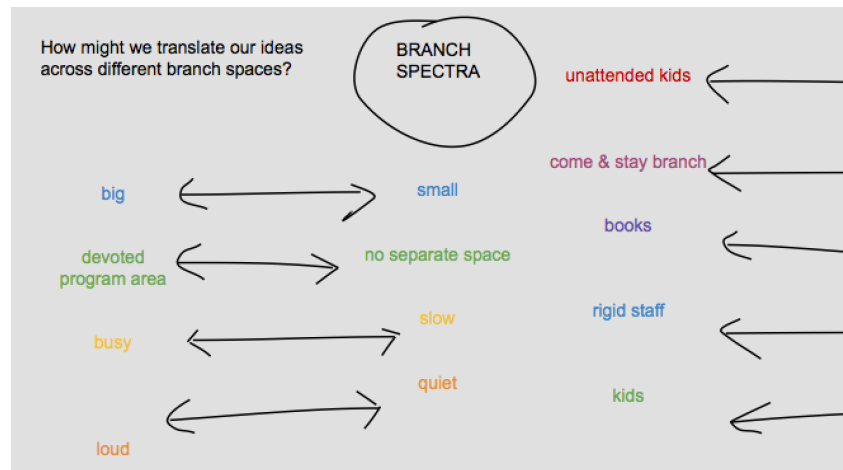 How might we translate our ideas
across different branch spaces?
BRANCH
SPECTRA
unattended kids
come & stay branch
big
small
books
devoted
program area
no separate space
rigid staff
busy
slow
quiet
kids
loud